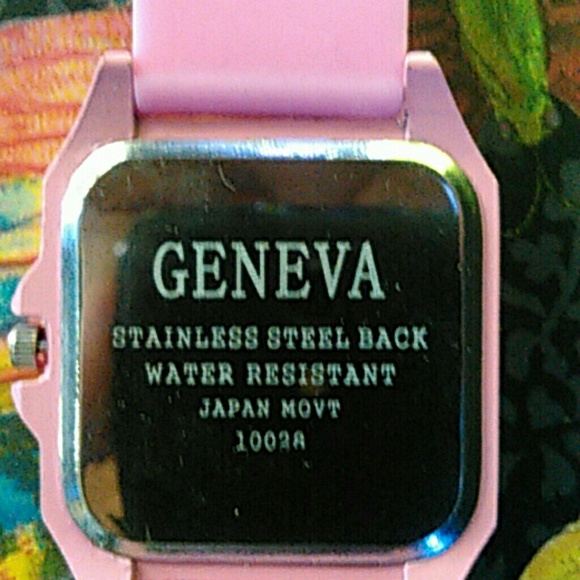 GENEVA
STAINLESS STEEL BACK
WATER RESISTANT
JAPAN MOVT
10028